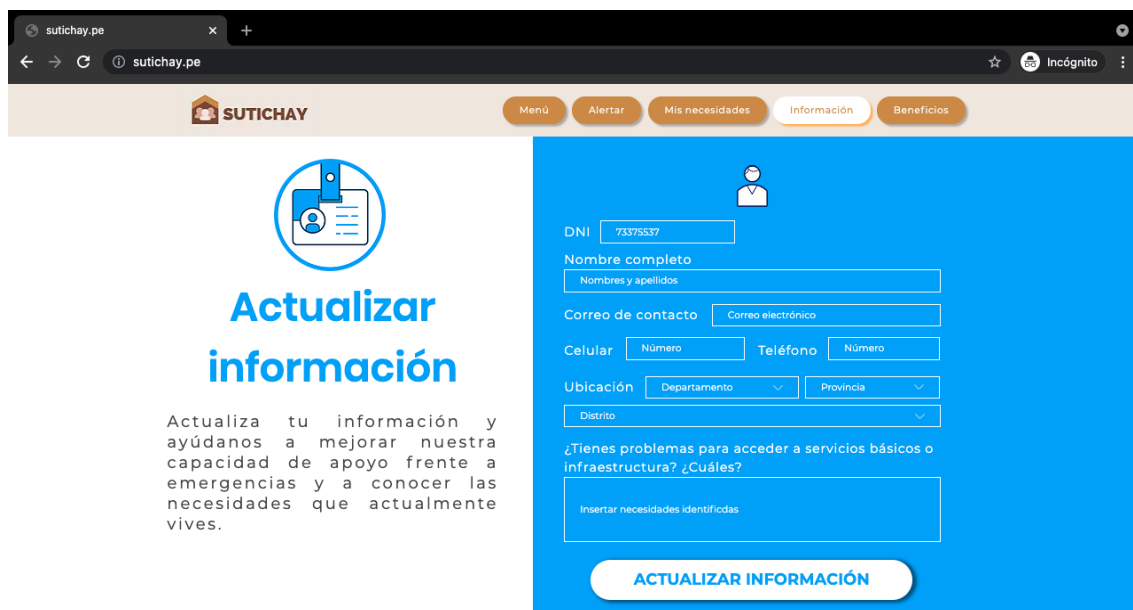 sutichay.pe
sutichay.pe
Incógnito
SUTICHAY
Menú
Alertar
Mis necesidades
Información
Beneficios
Actualizar
información
Actualiza tu información y
ayúdanos a mejorar nuestra
capacidad de apoyo frente a
emergencias y a conocer las
necesidades que actualmente
vives.
DNI 73375537
Nombre completo
Nombres y apellidos
Correo de contacto Correo electrónico
Celular Número Teléfono Número
Ubicación Departamento Provincia
Distrito
¿Tienes problemas para acceder a servicios básicos o
infraestructura? ¿Cuáles?
Insertar necesidades identificdas
ACTUALIZAR INFORMACIÓN